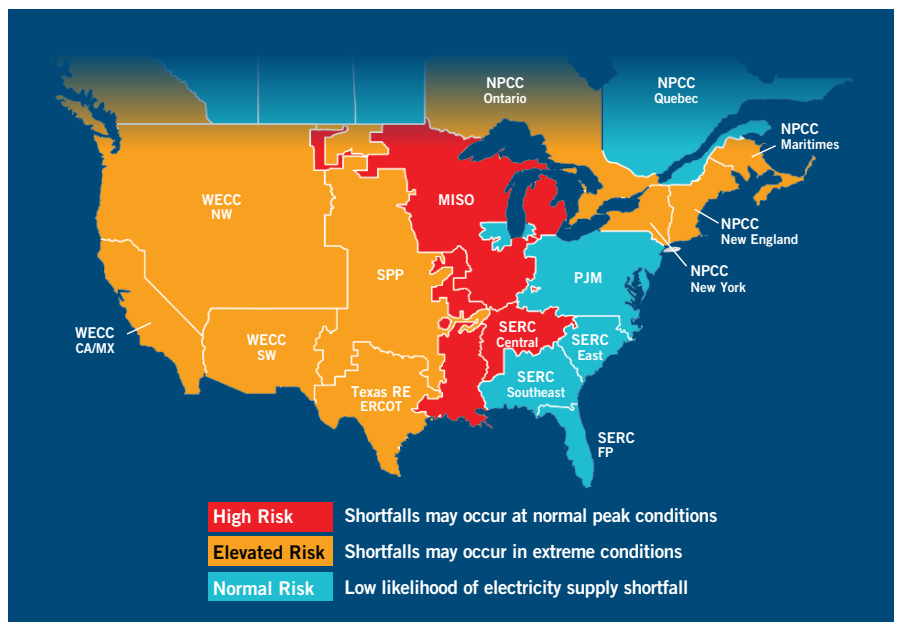 NPCC
Ontario
NPCC
Quebec
NPCC
Maritimes
WECC
NW
MISO
NPCC
New England
SPP
PJM
NPCC
New York
WECC
CA/MX
WECC
SW
SERC
Central
SERC
East
SERC
Southeast
Texas RE
ERCOT
SERC
FP
High Risk Shortfalls may occur at normal peak conditions
Elevated Risk Shortfalls may occur in extreme conditions
Normal Risk Low likelihood of electricity supply shortfall